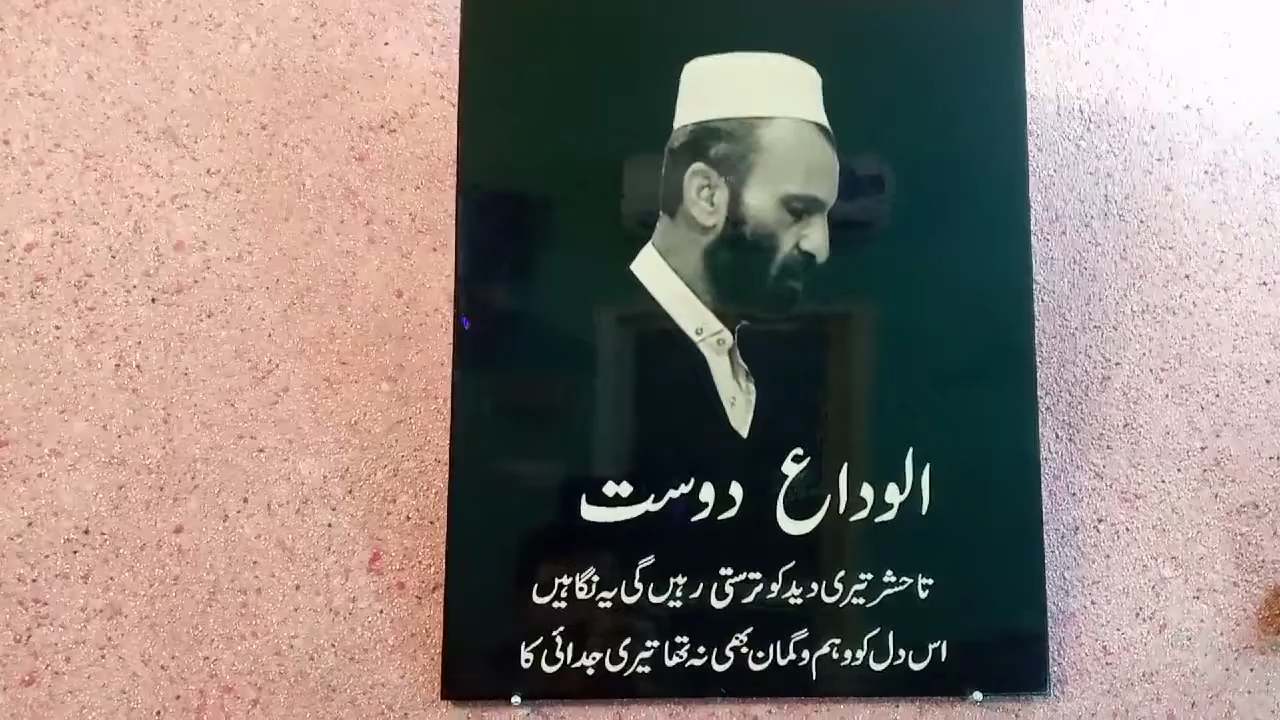 الوداع دوست
تا حشر تیری دید کو ترستی رہیں گی یہ نگاہیں
اس دل کو وہم و گمان بھی نہ تھا تیری جدائی کا